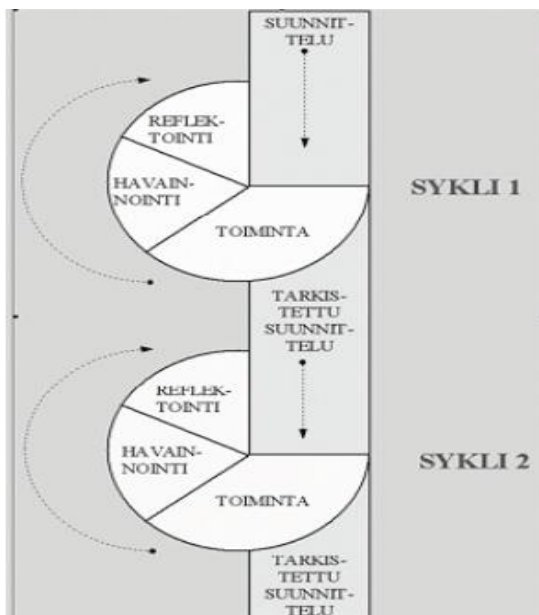 SUUNNIT-
TELU
REFLEK-
TOINTI
HAVAIN-
NOINTI
TOIMINTA
SYKLI 1
TARKIS-
TETTU
SUUNNIT-
TELU
REFLEK-
TOINTI
HAVAIN-
NOINTI
TOIMINTA
SYKLI 2
TARKIS-
TETTU
SUUNNIT-
TELU